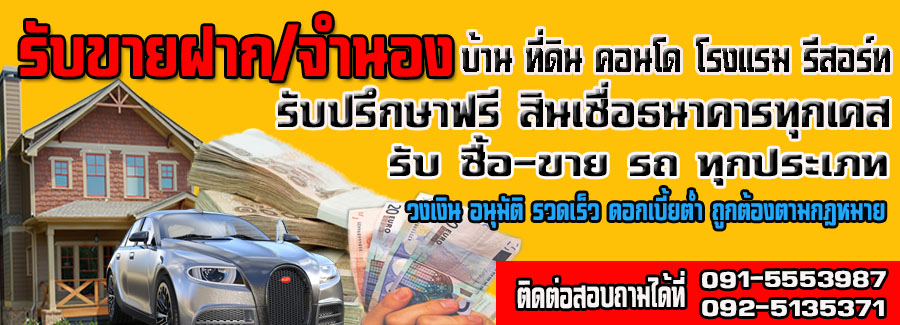 รับขายฝาก/จำนอง บ้าน ที่ดิน คอนโด โรงแรม รีสอร์ท
รับปรึกษาฟรี สินเชื่อธนาคารทุกเคส
รับ ซื้อ-ขาย รถ ทุกประเภท
วงเงิน อนุมัติ รวดเร็ว ดอกเบี้ยต่ำ ถูกต้องตามกฎหมาย
ติดต่อสอบถามได้ที่ 091-5553987
092-5135371
20 EURO